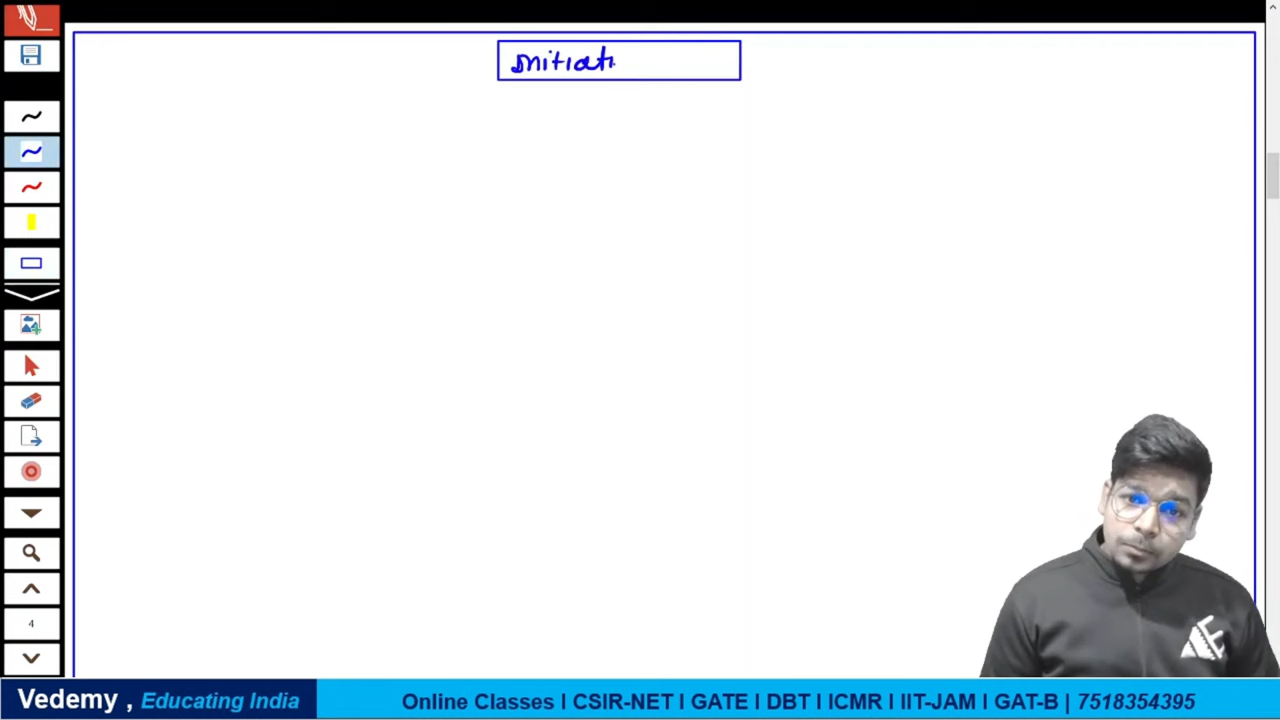 Initiati
4
Vedemy , Educating India
Online Classes I CSIR-NET I GATE I DBT I ICMR I IIT-JAM I GAT-B | 7518354395